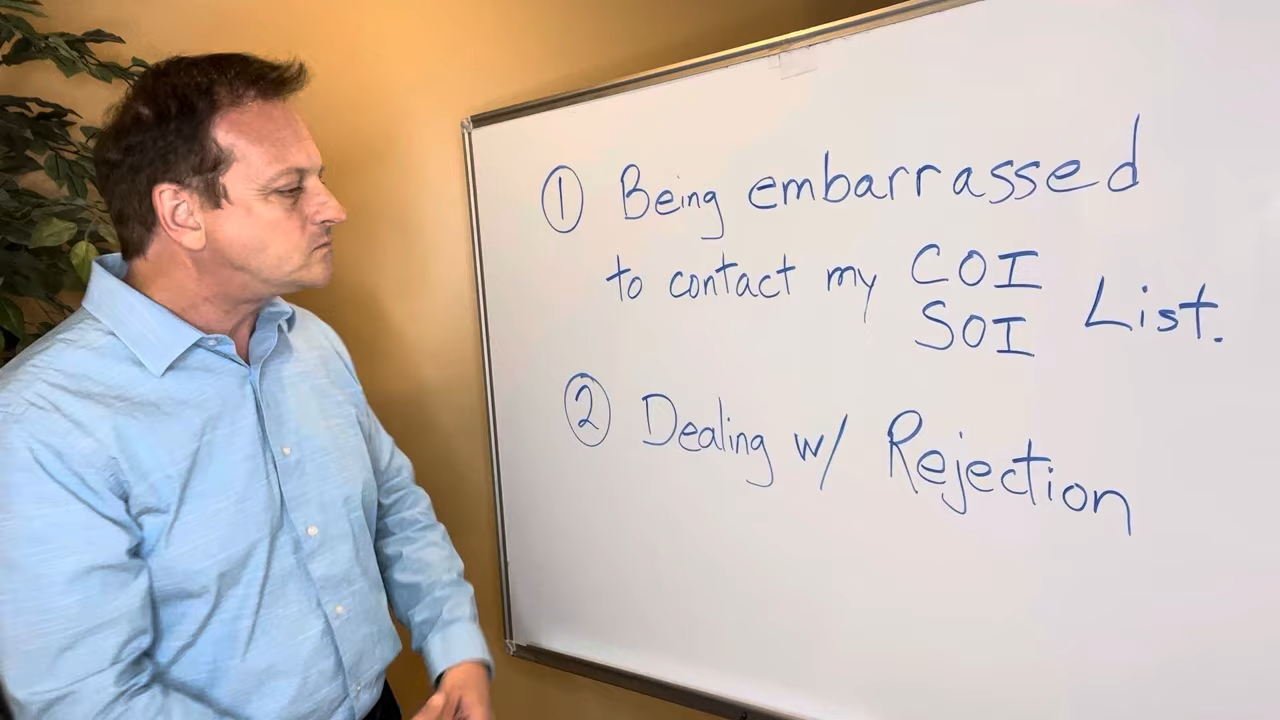 ① Being embarrassed
to contact my COI
SOI List.
② Dealing w/ Rejection